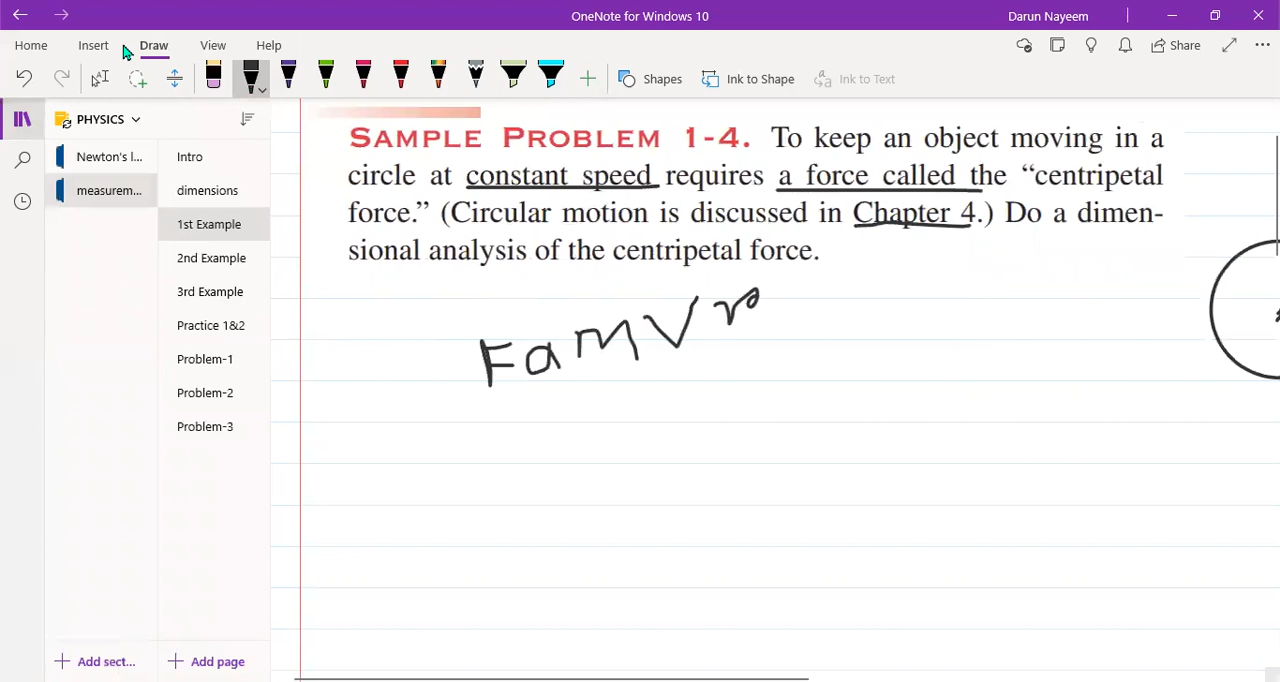 OneNote for Windows 10
Darun Nayeem
Home Insert Draw View Help
Share
Shapes
Ink to Shape
Ink to Text
PHYSICS
Newton's l...
measurem...
Intro
dimensions
1st Example
2nd Example
3rd Example
Practice 1&2
Problem-1
Problem-2
Problem-3
Add sect...
Add page
SAMPLE PROBLEM 1-4. To keep an object moving in a
circle at constant speed requires a force called the “centripetal
force.” (Circular motion is discussed in Chapter 4.) Do a dimen-
sional analysis of the centripetal force.
F a m V r